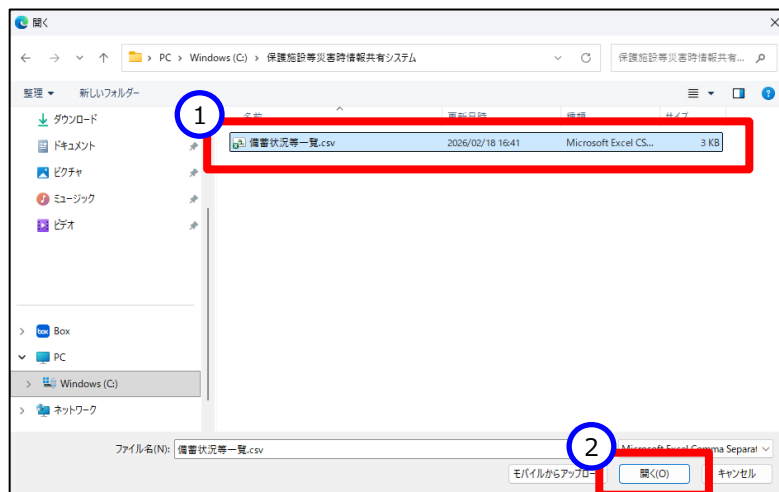 開く
PC › Windows (C:) › 保護施設等災害時情報共有システム
保護施設等災害時情報共有...
整理 新しいフォルダー
1
名前 更新日時 種類 サイズ
備蓄状況等一覧.csv 2026/02/18 16:41 Microsoft Excel CS... 3 KB
ダウンロード
ドキュメント
ピクチャ
ミュージック
ビデオ
box Box
PC
Windows (C:)
ネットワーク
2
ファイル名(N): 備蓄状況等一覧.csv Microsoft Excel Comma Separat
モバイルからアップロー 開く(O) キャンセル